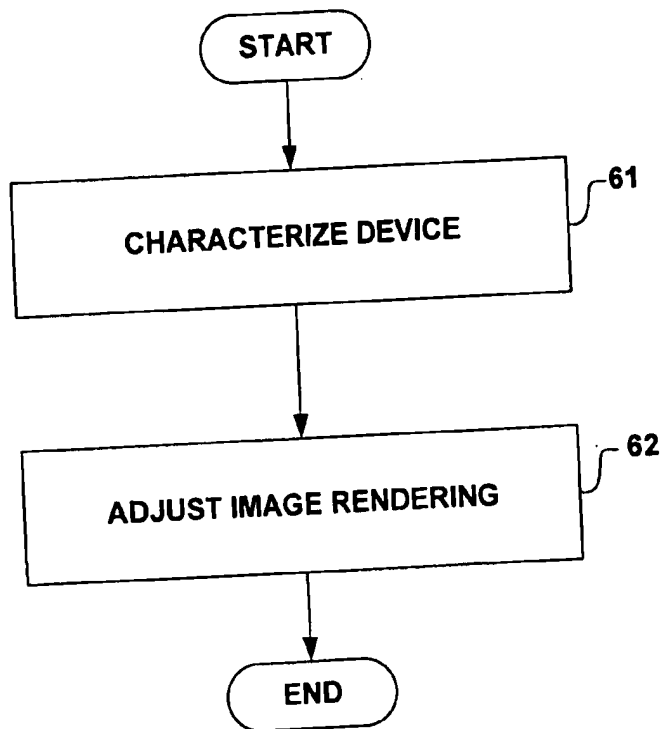 START
CHARACTERIZE DEVICE
61
ADJUST IMAGE RENDERING
62
END